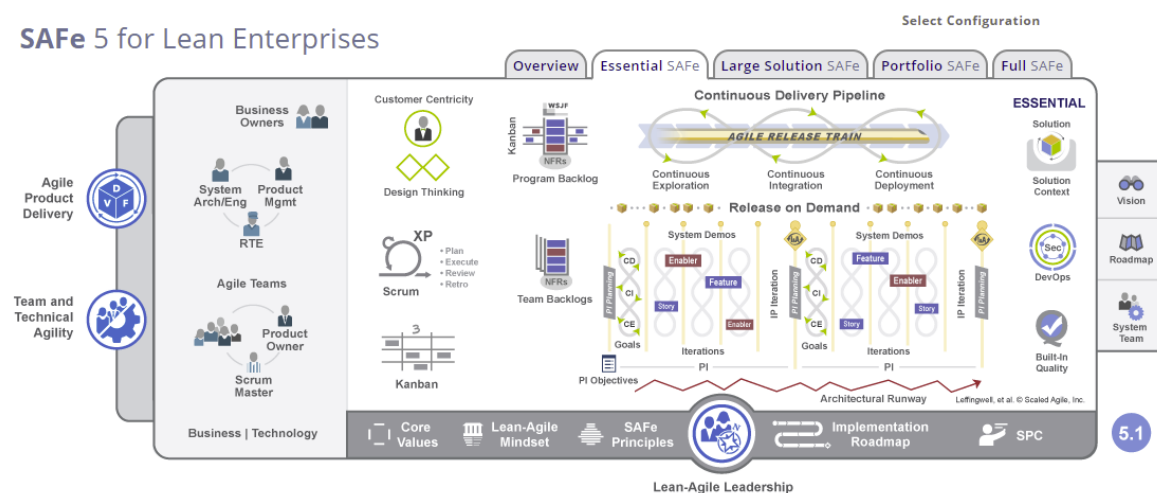 Select Configuration
SAFe 5 for Lean Enterprises
Overview
Essential SAFe
Large Solution SAFe
Portfolio SAFe
Full SAFe
Agile
Product
Delivery
D
V F
Team and
Technical
Agility
Business
Owners
System
Arch/Eng
Product
Mgmt
RTE
Agile Teams
Product
Owner
Scrum
Master
Business | Technology
Customer Centricity
Design Thinking
XP
Scrum
• Plan
• Execute
• Review
• Retro
3
Kanban
WSJF
Kanban
NFRs
Program Backlog
NFRs
Team Backlogs
Continuous Delivery Pipeline
AGILE RELEASE TRAIN
Continuous
Exploration
Continuous
Integration
Continuous
Deployment
Release on Demand
System Demos
System Demos
PI Planning
CD
CI
CE
Goals
Enabler
Feature
Story
Enabler
Iterations
IP Iteration
PI Planning
CD
CI
CE
Goals
Feature
Enabler
Story
Story
Iterations
IP Iteration
PI Planning
PI
PI
PI Objectives
Architectural Runway
Leffingwell, et al. © Scaled Agile, Inc.
ESSENTIAL
Solution
Solution
Context
Sec
DevOps
Built-In
Quality
Vision
Roadmap
System
Team
Core
Values
Lean-Agile
Mindset
SAFe
Principles
N
Implementation
Roadmap
SPC
5.1
Lean-Agile Leadership